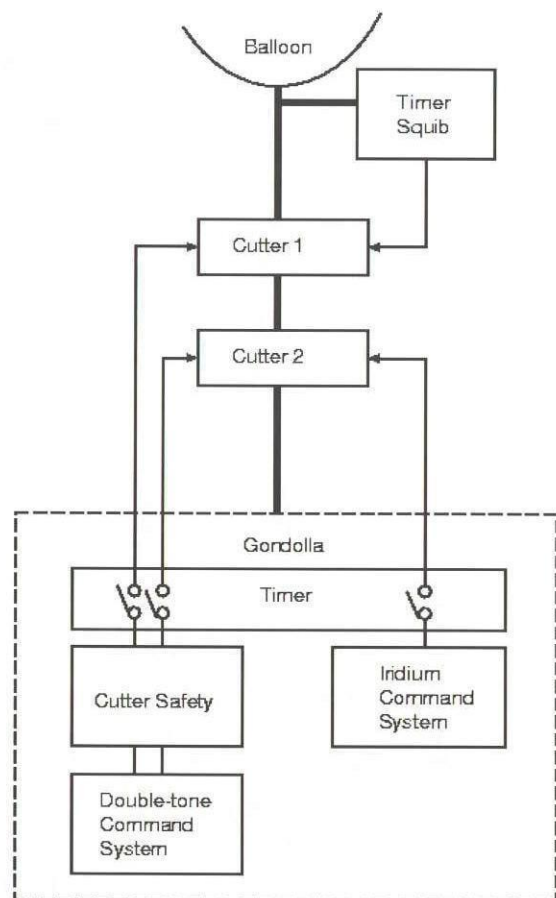 Balloon
Timer
Squib
Cutter 1
Cutter 2
Gondolla
Timer
Cutter Safety
Iridium
Command
System
Double-tone
Command
System